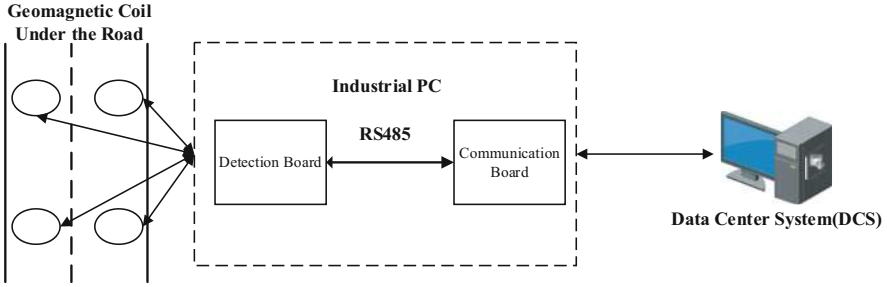 Geomagnetic Coil
Under the Road
Industrial PC
RS485
Detection Board
Communication
Board
Data Center System(DCS)